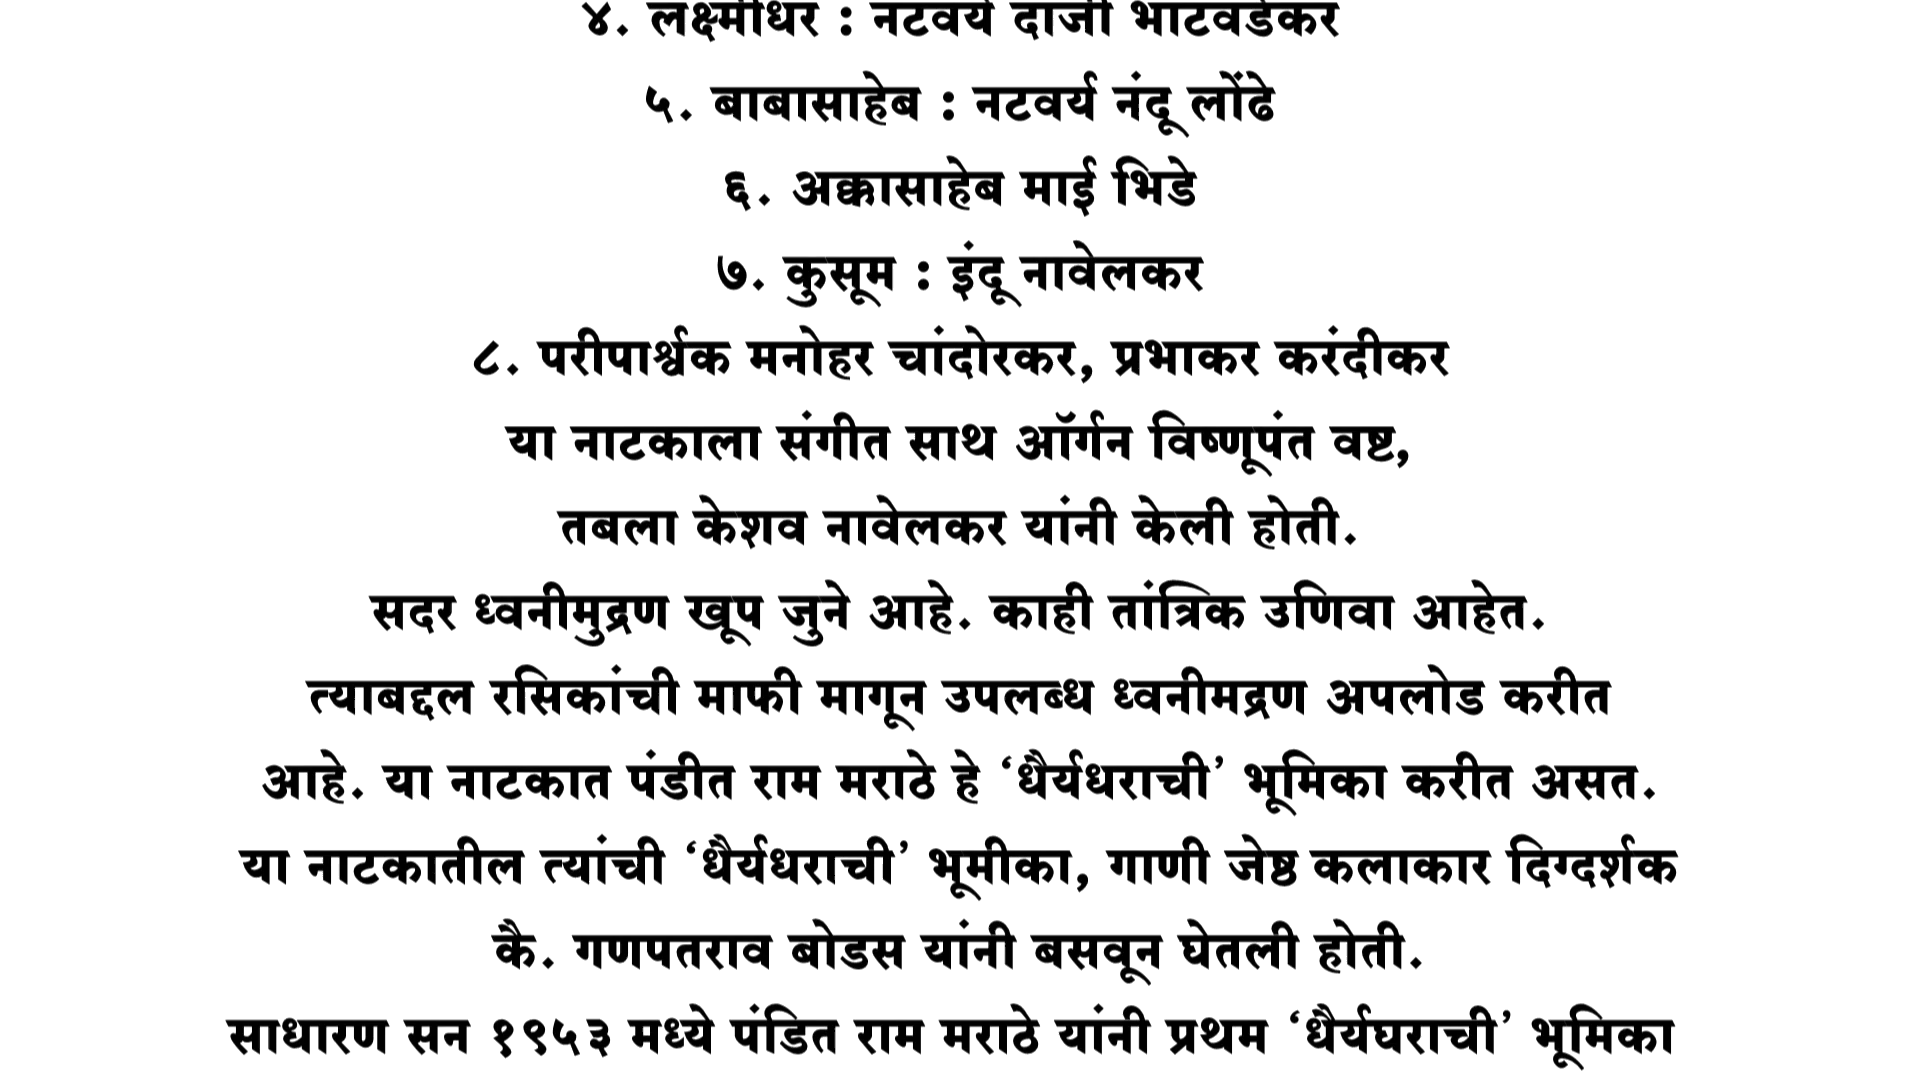 ४. लक्ष्मीधर : नटवर्य दाजी भाटवडेकर
५. बाबासाहेब : नटवर्य नंदू लोंढे
६. अक्कासाहेब माई भिडे
७. कुसूम : इंदू नावेलकर
८. परीपार्श्वक मनोहर चांदोरकर, प्रभाकर करंदीकर
या नाटकाला संगीत साथ ऑर्गन विष्णूपंत वष्ट,
तबला केशव नावेलकर यांनी केली होती.
सदर ध्वनीमुद्रण खूप जुने आहे. काही तांत्रिक उणिवा आहेत.
त्याबद्दल रसिकांची माफी मागून उपलब्ध ध्वनीमद्रण अपलोड करीत
आहे. या नाटकात पंडीत राम मराठे हे ‘धैर्यधराची’ भूमिका करीत असत.
या नाटकातील त्यांची ‘धैर्यधराची’ भूमीका, गाणी जेष्ठ कलाकार दिग्दर्शक
कै. गणपतराव बोडस यांनी बसवून घेतली होती.
साधारण सन १९५३ मध्ये पंडित राम मराठे यांनी प्रथम ‘धैर्यघराची’ भूमिका